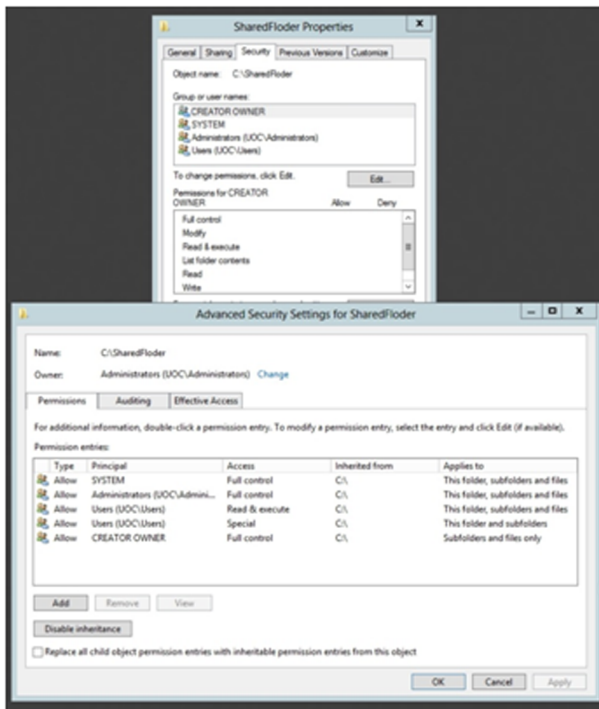 SharedFloder Properties
x
General Sharing Security Previous Versions Customize
Object name: C:\SharedFloder
Group or user names:
CREATOR OWNER
SYSTEM
Administrators (UOC\Administrators)
Users (UOC\Users)
To change permissions, click Edit.
Edit...
Permissions for CREATOR
OWNER Allow Deny
Full control
Modify
Read & execute
List folder contents
Read
Write
Advanced Security Settings for SharedFloder
Name: C:\SharedFloder
Owner: Administrators (UOC\Administrators) Change
Permissions Auditing Effective Access
For additional information, double-click a permission entry. To modify a permission entry, select the entry and click Edit (if available).
Permission entries:
Type Principal Access Inherited from Applies to
Allow SYSTEM Full control C:\ This folder, subfolders and files
Allow Administrators (UOC\Admini... Full control C:\ This folder, subfolders and files
Allow Users (UOC\Users) Read & execute C:\ This folder, subfolders and files
Allow Users (UOC\Users) Special C:\ This folder and subfolders
Allow CREATOR OWNER Full control C:\ Subfolders and files only
Add Remove View
Disable inheritance
Replace all child object permission entries with inheritable permission entries from this object
OK Cancel Apply